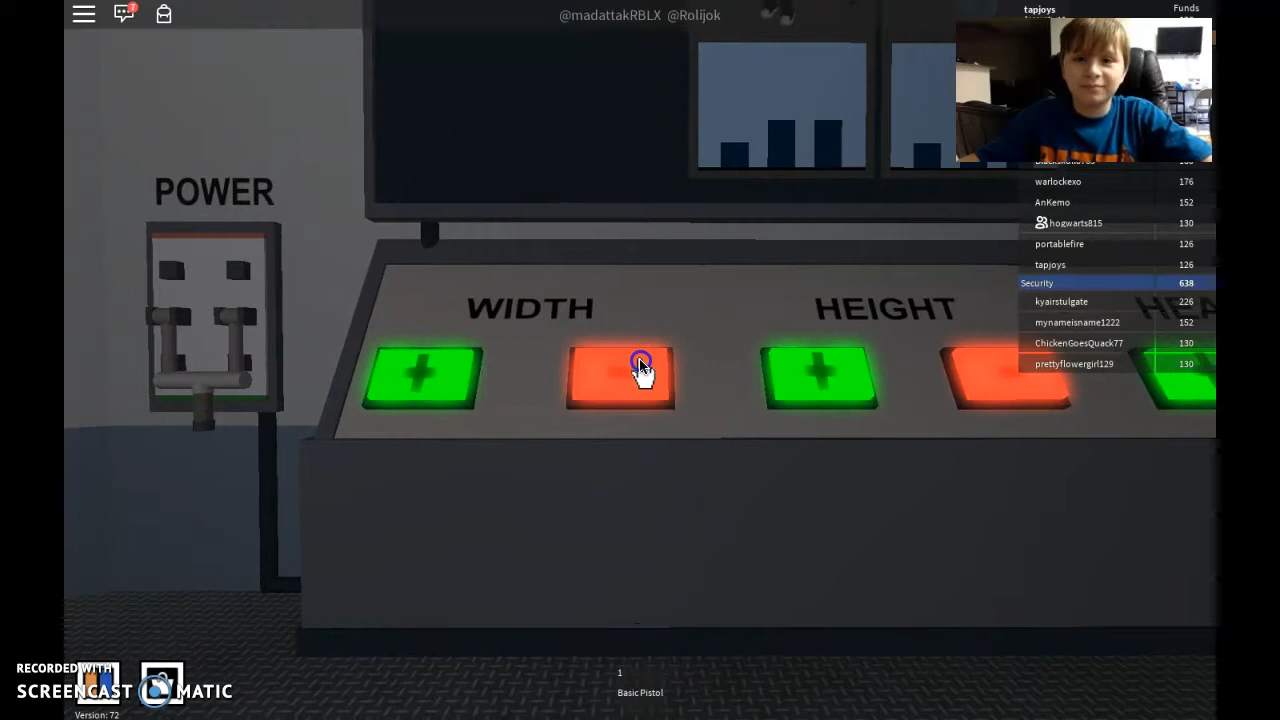 @madattakRBLX @Rolijok
7
tapjoys
Funds
warlockexo 176
AnKemo 152
hogwarts815 130
portablefire 126
tapjoys 126
Security 638
kyairstulgate 226
mynameisname1222 152
ChickenGoesQuack77 130
prettyflowergirl129 130
POWER
WIDTH
HEIGHT
+
-
+
-
+
1
Basic Pistol
RECORDED WITH
SCREENCAST MATIC
Version: 72